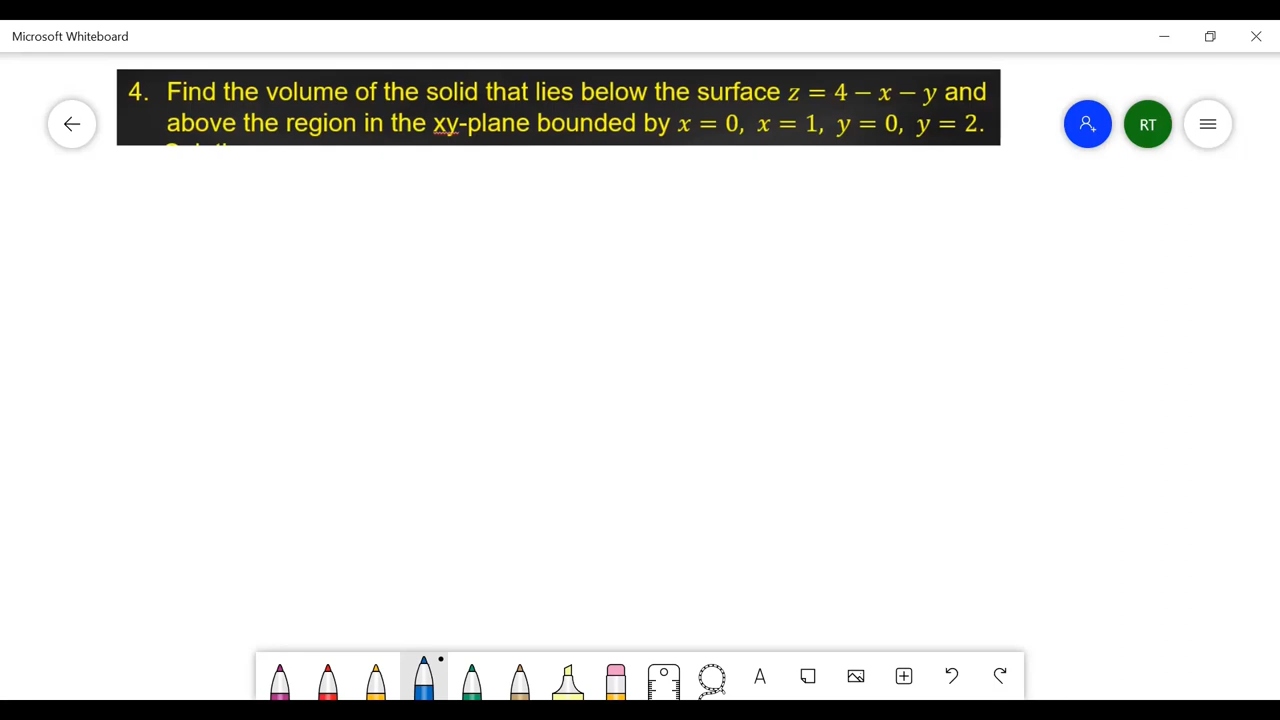 Microsoft Whiteboard
4. Find the volume of the solid that lies below the surface z = 4 − x − y and
above the region in the xy-plane bounded by x = 0, x = 1, y = 0, y = 2.
RT
A